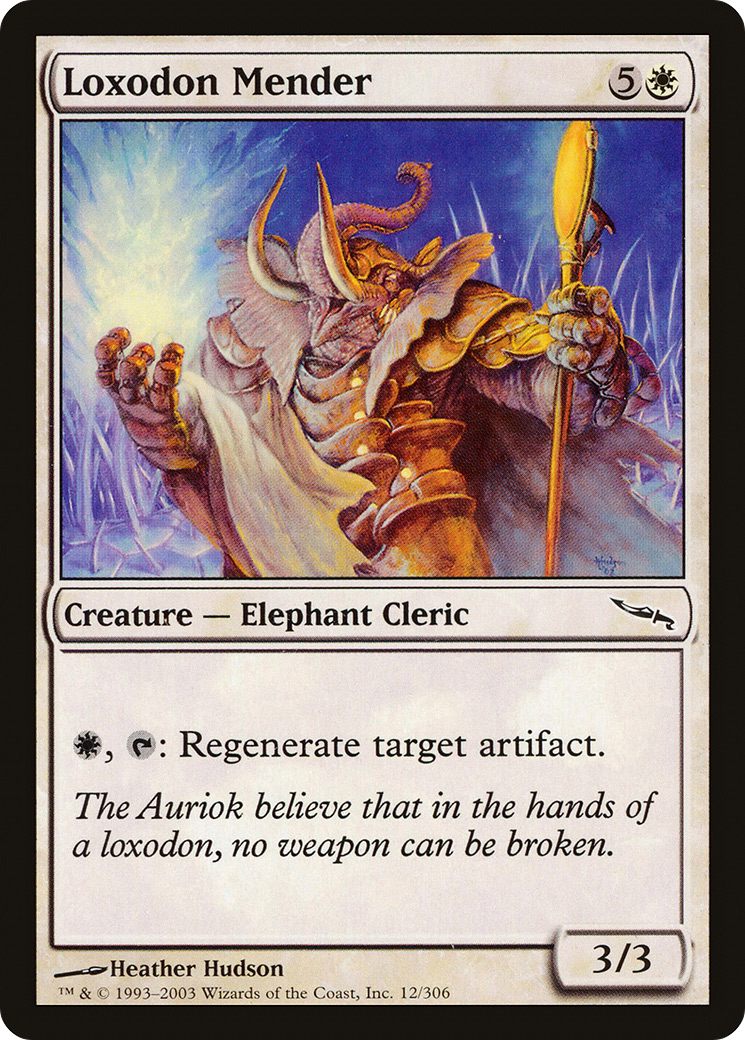 Loxodon Mender 5
Creature — Elephant Cleric
, : Regenerate target artifact.
The Auriok believe that in the hands of
a loxodon, no weapon can be broken.
3/3
Heather Hudson
™ & © 1993–2003 Wizards of the Coast, Inc. 12/306